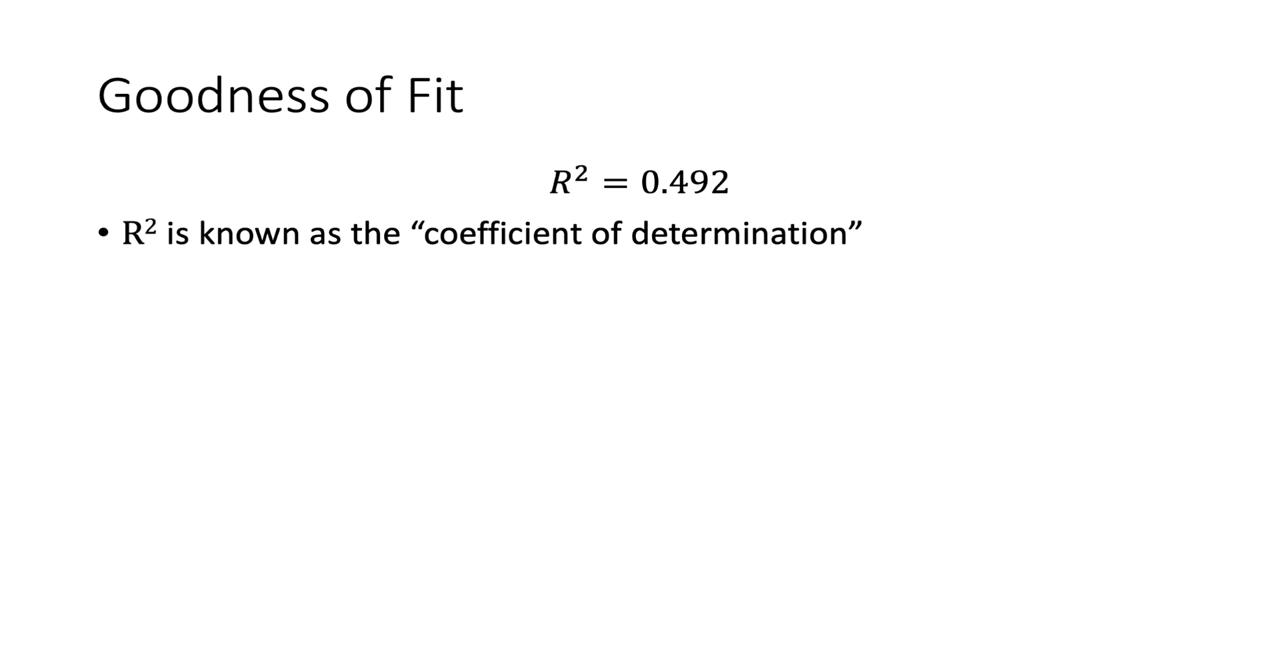 Goodness of Fit
R² = 0.492
• R² is known as the “coefficient of determination”